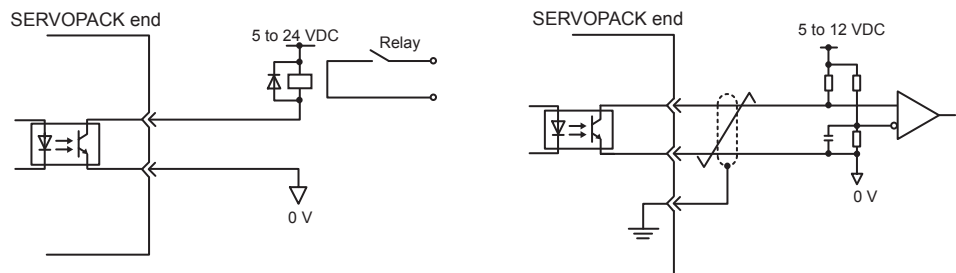 SERVOPACK end
5 to 24 VDC
Relay
0 V
SERVOPACK end
5 to 12 VDC
0 V